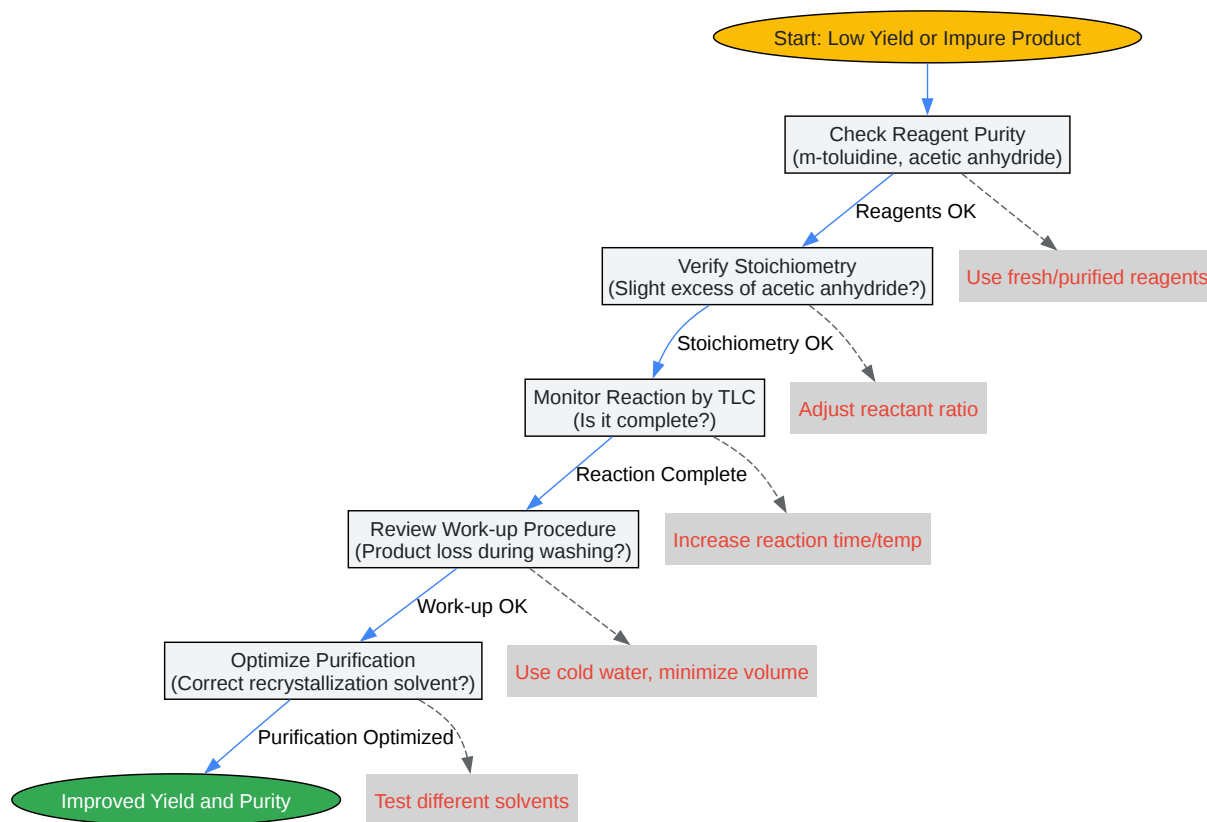 Start: Low Yield or Impure Product
Check Reagent Purity
(m-toluidine, acetic anhydride)
Reagents OK
Verify Stoichiometry
(Slight excess of acetic anhydride?)
Use fresh/purified reagents
Stoichiometry OK
Monitor Reaction by TLC
(Is it complete?)
Adjust reactant ratio
Reaction Complete
Review Work-up Procedure
(Product loss during washing?)
Increase reaction time/temp
Work-up OK
Optimize Purification
(Correct recrystallization solvent?)
Use cold water, minimize volume
Purification Optimized
Improved Yield and Purity
Test different solvents